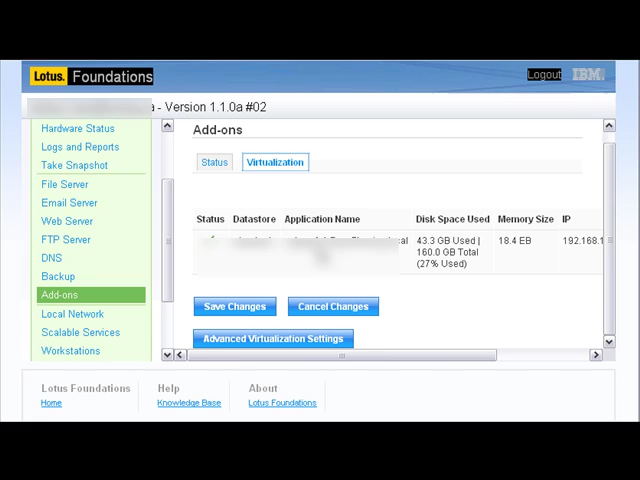 Lotus. Foundations
Logout IBM.
a - Version 1.1.0a #02
Hardware Status
Logs and Reports
Take Snapshot
File Server
Email Server
Web Server
FTP Server
DNS
Backup
Add-ons
Local Network
Scalable Services
Workstations
Add-ons
Status Virtualization
Status Datastore Application Name Disk Space Used Memory Size IP
43.3 GB Used | 18.4 EB 192.168.1
160.0 GB Total
(27% Used)
Save Changes Cancel Changes
Advanced Virtualization Settings
Lotus Foundations Help About
Home Knowledge Base Lotus Foundations